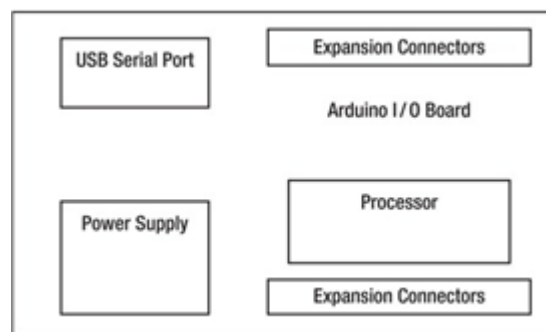 USB Serial Port
Expansion Connectors
Arduino I/O Board
Power Supply
Processor
Expansion Connectors